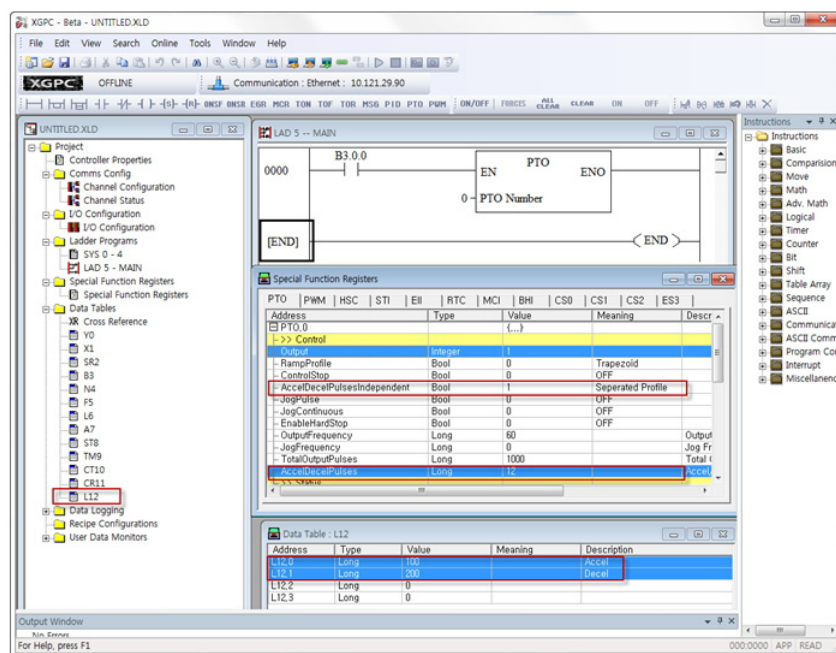 XGPC - Beta - UNTITLED.XLD
File Edit View Search Online Tools Window Help
XGPC OFFLINE Communication : Ethernet : 10.121.29.90
ONSF ONSR EGR MCR TON TOF TOR MSG PID PTO PWM ON/OFF FORCES ALL CLEAR CLEAR ON OFF
UNTITLED.XLD
Project
Controller Properties
Comms Config
Channel Configuration
Channel Status
I/O Configuration
I/O Configuration
Ladder Programs
SYS 0 - 4
LAD 5 - MAIN
Special Function Registers
Special Function Registers
Data Tables
XR Cross Reference
Y0
X1
SR2
B3
N4
F5
L6
A7
ST8
TM9
CT10
CR11
L12
Data Logging
Recipe Configurations
User Data Monitors
LAD 5 -- MAIN
0000
B3.0.0
PTO
EN ENO
0 PTO Number
[END]
END
Special Function Registers
PTO PWM HSC STI EII RTC MCI BHI CS0 CS1 CS2 ES3
Address Type Value Meaning Descr
PTO.0 {...}
>> Control
Output Integer 1
RampProfile Bool 0 Trapezoid
ControlStop Bool 0 OFF
AccelDecelPulsesIndependent Bool 1 Seperated Profile
JogPulse Bool 0 OFF
JogContinuous Bool 0 OFF
EnableHardStop Bool 0 OFF
OutputFrequency Long 60 Output
JogFrequency Long 0 Jog Fr
TotalOutputPulses Long 1000 Total
AccelDecelPulses Long 12 Accel
>> Status
Data Table : L12
Address Type Value Meaning Description
L12.0 Long 100 Accel
L12.1 Long 200 Decel
L12.2 Long 0
L12.3 Long 0
Instructions
Instructions
Basic
Comparision
Move
Math
Adv. Math
Logical
Timer
Counter
Bit
Shift
Table Array
Sequence
ASCII
Communicat
ASCII Comm
Program Co
Interrupt
Miscellaneo
Output Window
No Errors
For Help, press F1
000:0000 APP READ